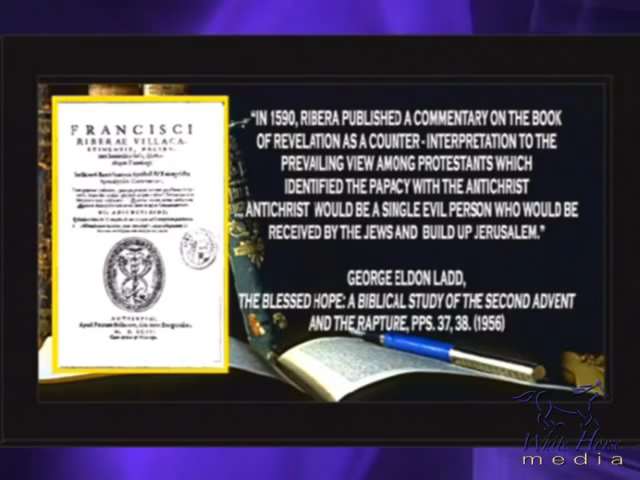 FRANCISCI
RIBERAE VILLACA-
"IN 1590, RIBERA PUBLISHED A COMMENTARY ON THE BOOK
OF REVELATION AS A COUNTER-INTERPRETATION TO THE
PREVAILING VIEW AMONG PROTESTANTS WHICH
IDENTIFIED THE PAPACY WITH THE ANTICHRIST
ANTICHRIST WOULD BE A SINGLE EVIL PERSON WHO WOULD BE
RECEIVED BY THE JEWS AND BUILD UP JERUSALEM."
GEORGE ELDON LADD,
THE BLESSED HOPE: A BIBLICAL STUDY OF THE SECOND ADVENT
AND THE RAPTURE, PPS. 37, 38. (1956)
White Horse
media